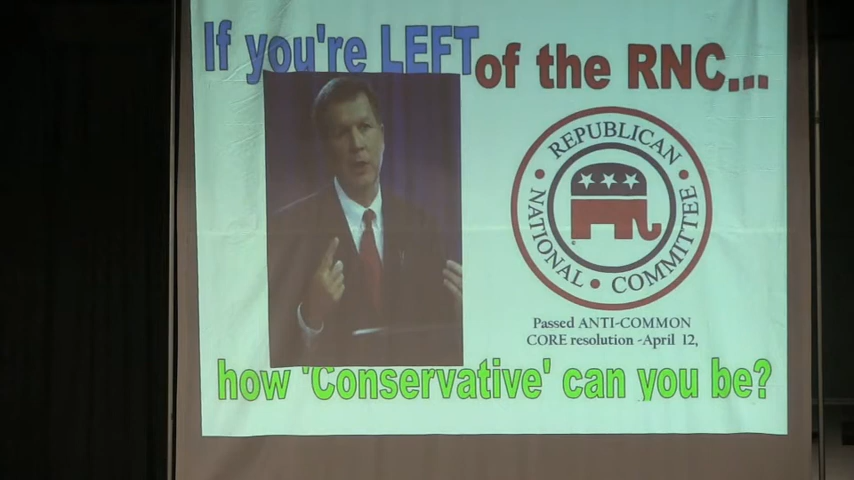 If you're LEFT of the RNC...
REPUBLICAN NATIONAL COMMITTEE
Passed ANTI-COMMON
CORE resolution -April 12,
how 'Conservative' can you be?